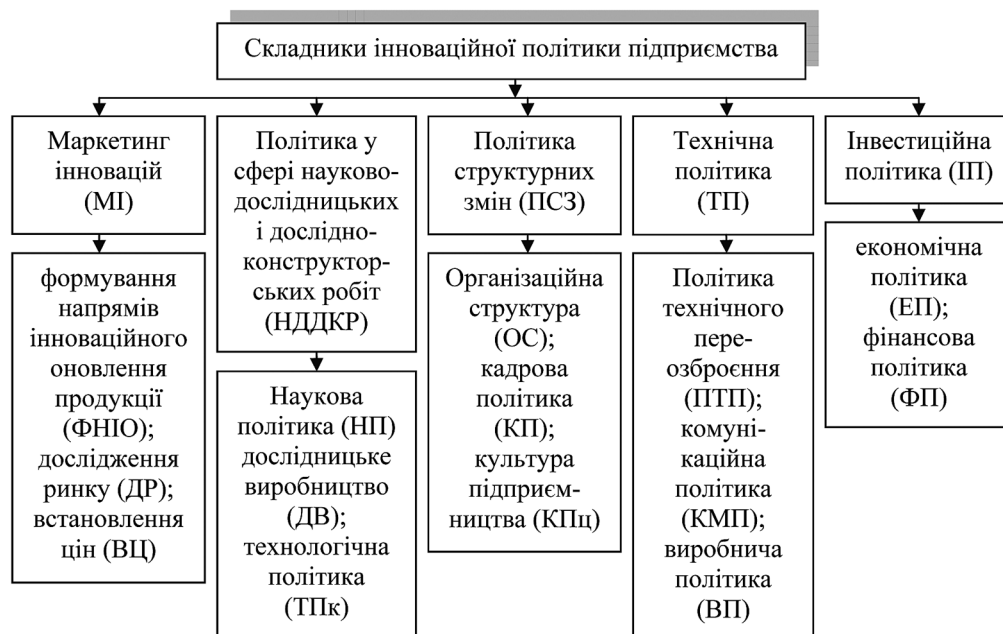 Складники інноваційної політики підприємства
Маркетинг
інновацій
(МІ)
Політика у
сфері науково-
дослідницьких
і дослідно-
конструктор-
ських робіт
(НДДКР)
Політика
структурних
змін (ПСЗ)
Технічна
політика
(ТП)
Інвестиційна
політика (ІП)
формування
напрямів
інноваційного
оновлення
продукції
(ФНІО);
дослідження
ринку (ДР);
встановлення
цін (ВЦ)
Наукова
політика (НП)
дослідницьке
виробництво
(ДВ);
технологічна
політика
(ТПк)
Організаційна
структура
(ОС);
кадрова
політика
(КП);
культура
підприєм-
ництва (КПц)
Політика
технічного
пере-
озброєння
(ПТП);
комуні-
каційна
політика
(КМП);
виробнича
політика
(ВП)
економічна
політика
(ЕП);
фінансова
політика
(ФП)